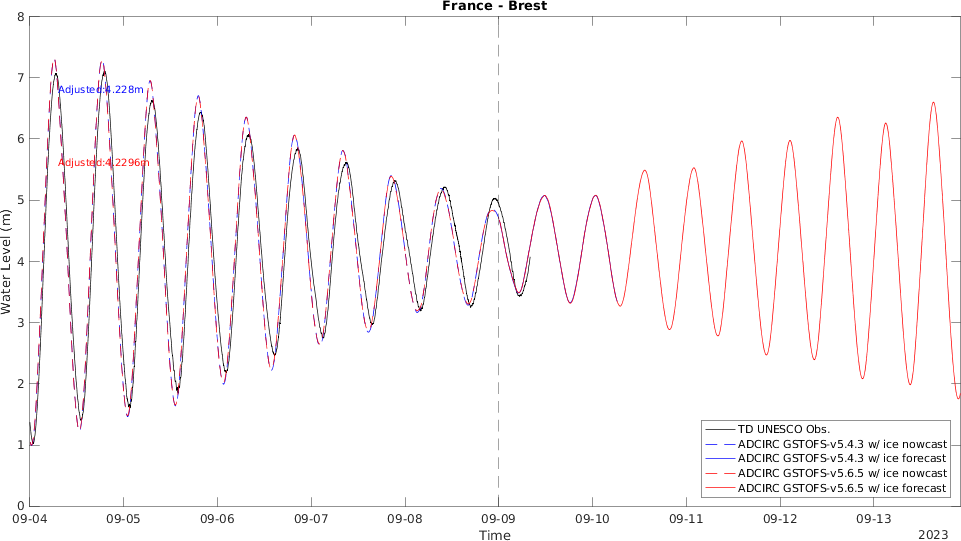 France - Brest
8
7
6
5
4
3
2
1
0
Water Level (m)
Adjusted:4.228m
Adjusted:4.2296m
TD UNESCO Obs.
ADCIRC GSTOFS-v5.4.3 w/ ice nowcast
ADCIRC GSTOFS-v5.4.3 w/ ice forecast
ADCIRC GSTOFS-v5.6.5 w/ ice nowcast
ADCIRC GSTOFS-v5.6.5 w/ ice forecast
09-04 09-05 09-06 09-07 09-08 09-09 09-10 09-11 09-12 09-13
Time
2023